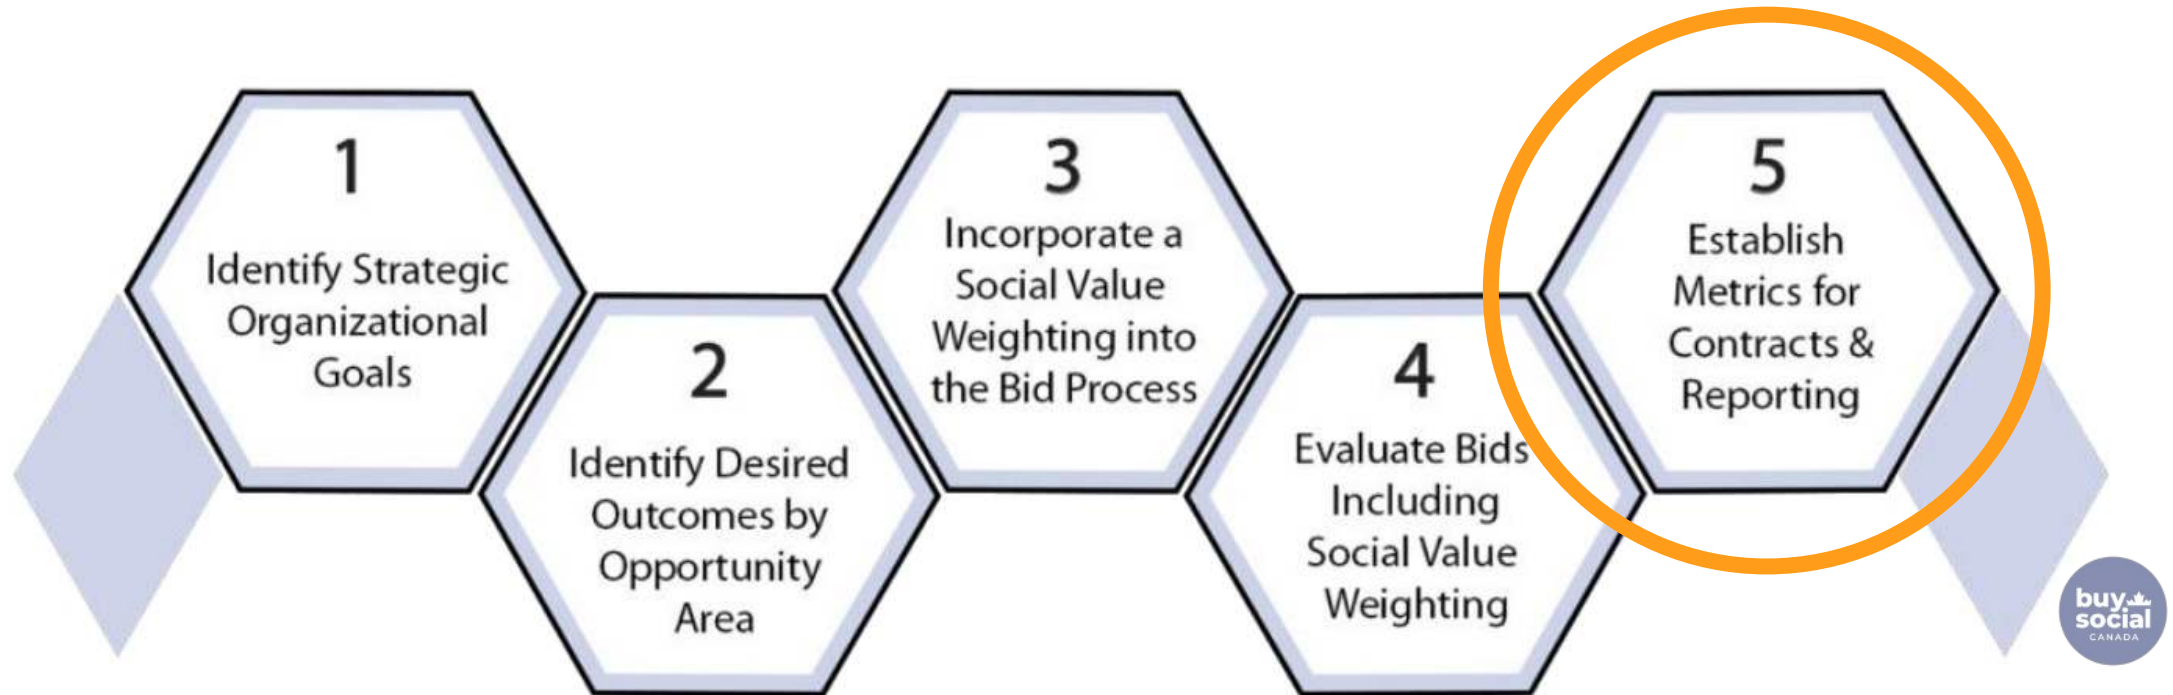 1
Identify Strategic
Organizational
Goals
2
Identify Desired
Outcomes by
Opportunity
Area
3
Incorporate a
Social Value
Weighting into
the Bid Process
4
Evaluate Bids
Including
Social Value
Weighting
5
Establish
Metrics for
Contracts &
Reporting
buy
social
CANADA